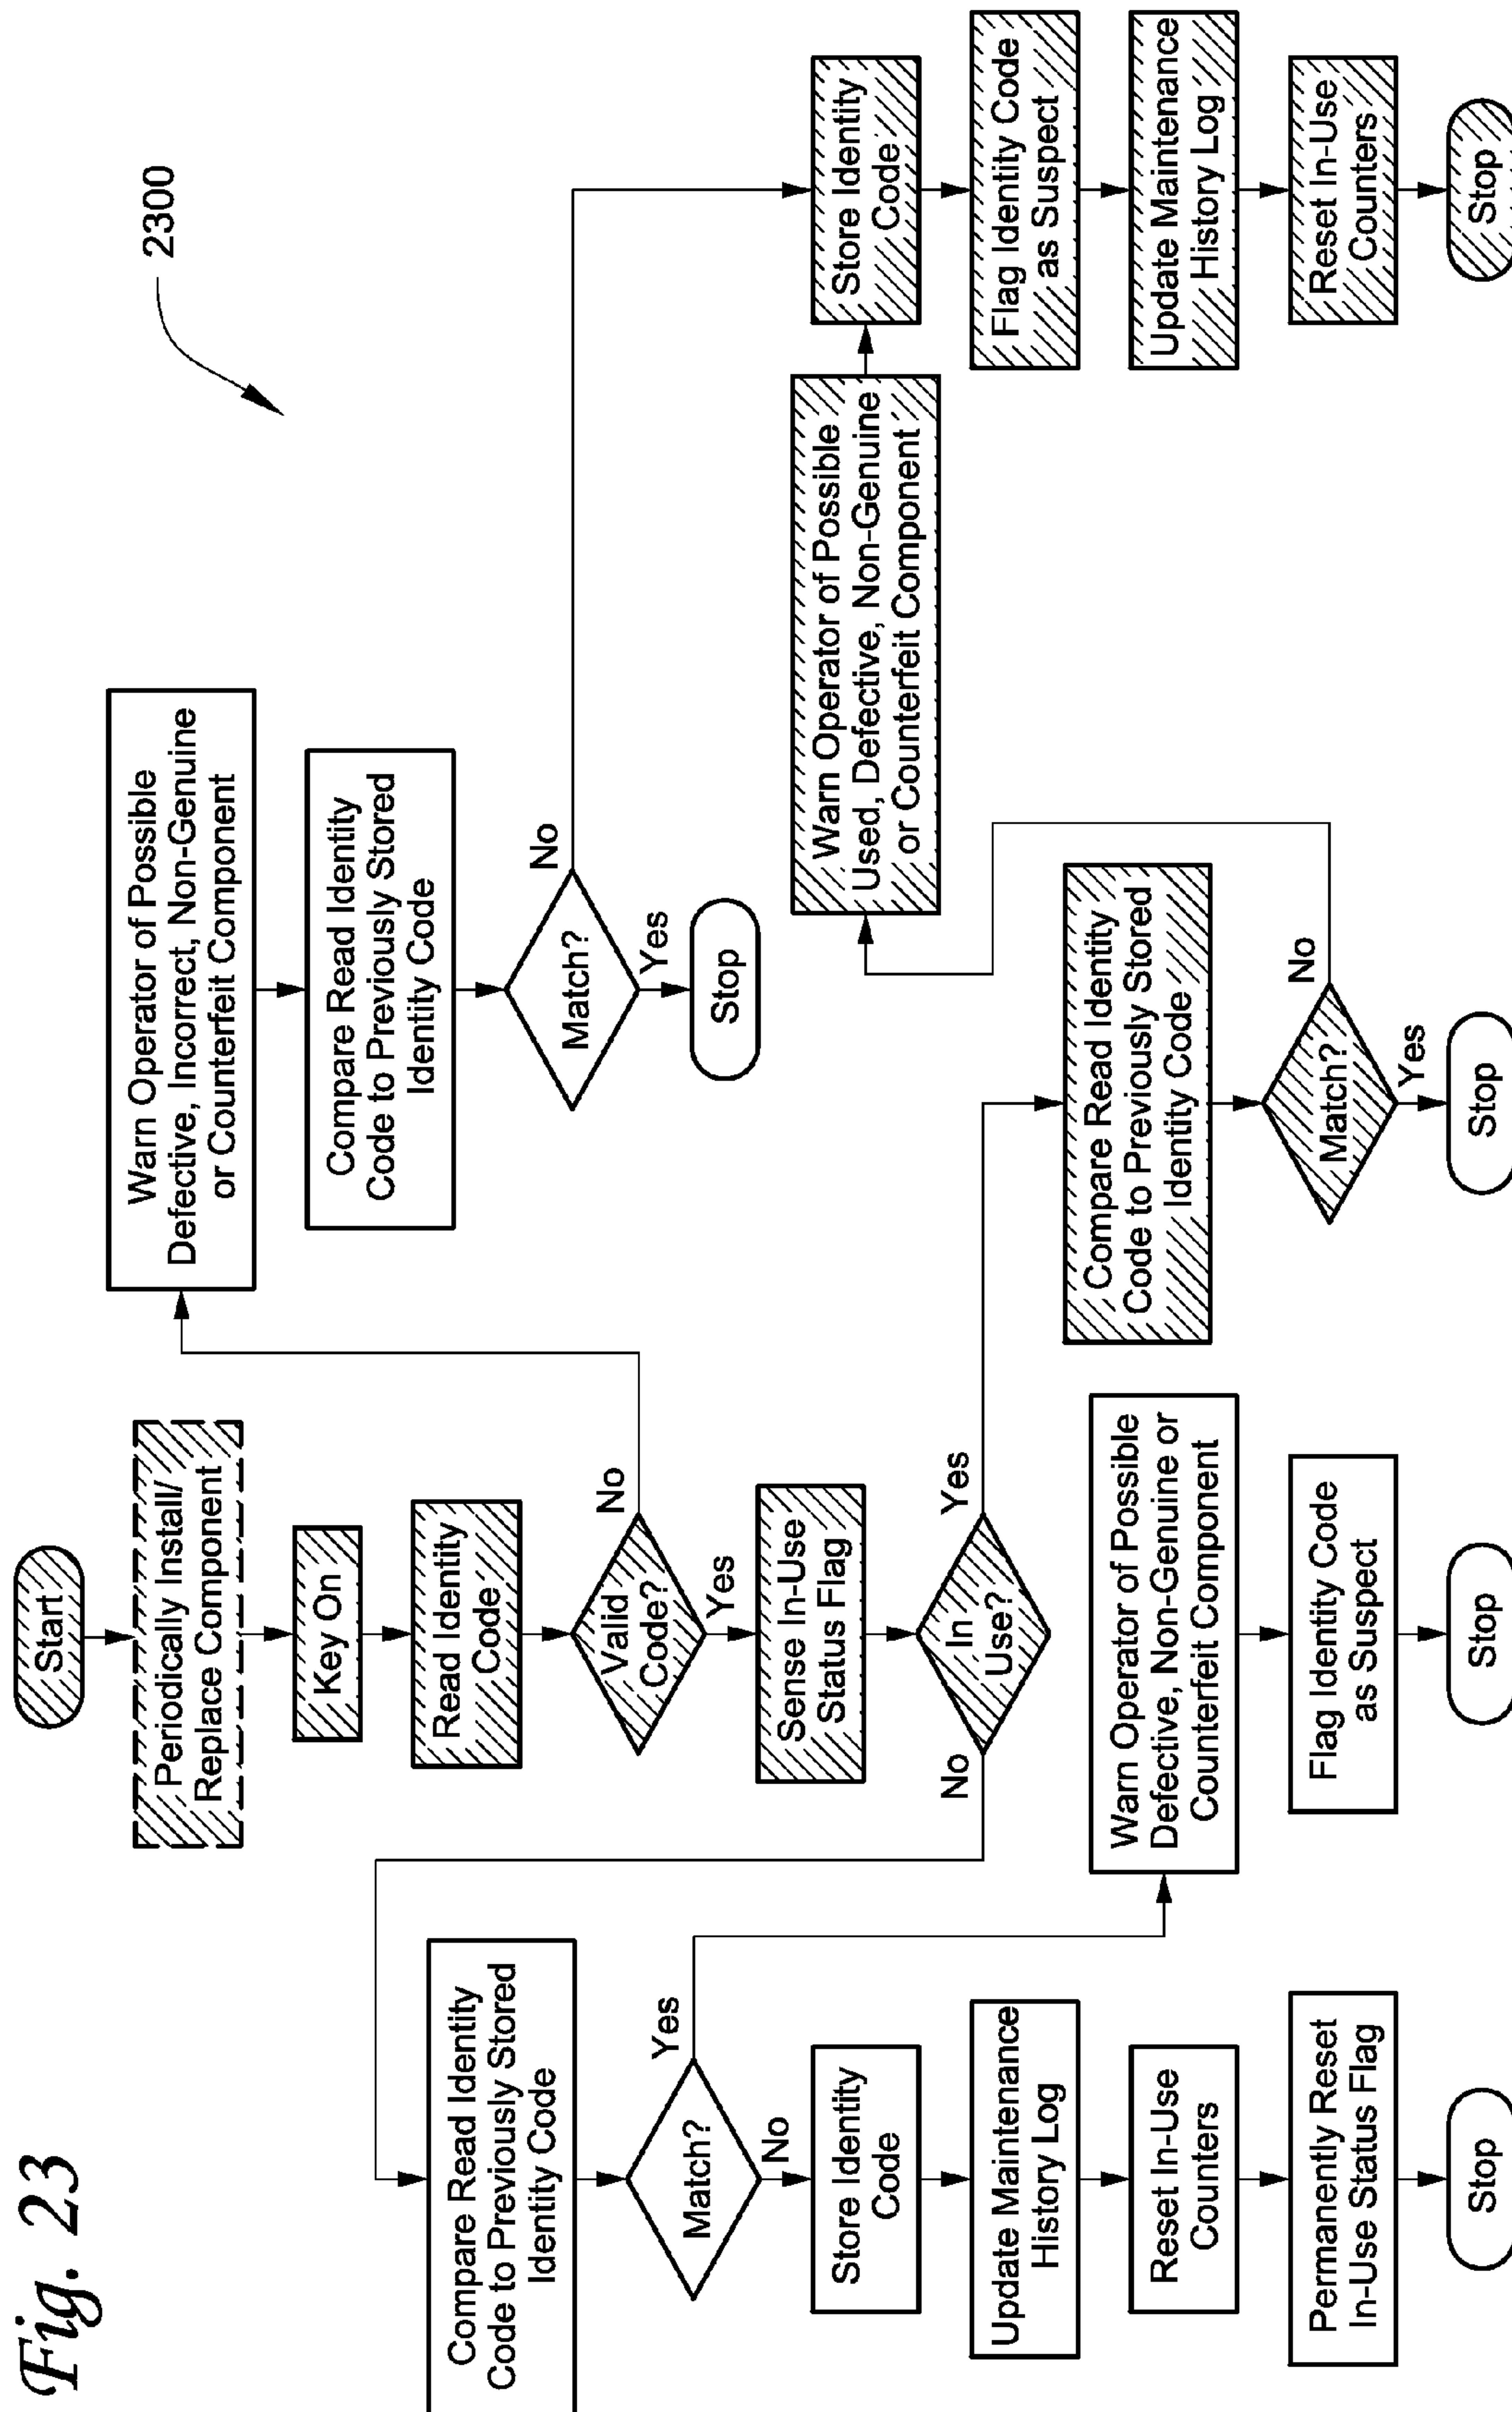 Fig. 23
2300
Start
Periodically Install/
Replace Component
Key On
Read Identity
Code
Valid
Code?
No
Yes
Warn Operator of Possible
Defective, Incorrect, Non-Genuine
or Counterfeit Component
Compare Read Identity
Code to Previously Stored
Identity Code
Match?
No
Yes
Stop
Sense In-Use
Status Flag
In
Use?
No
Yes
Compare Read Identity
Code to Previously Stored
Identity Code
Match?
Yes
No
Store Identity
Code
Update Maintenance
History Log
Reset In-Use
Counters
Permanently Reset
In-Use Status Flag
Stop
Warn Operator of Possible
Defective, Non-Genuine or
Counterfeit Component
Flag Identity Code
as Suspect
Stop
Compare Read Identity
Code to Previously Stored
Identity Code
Match?
No
Yes
Stop
Warn Operator of Possible
Used, Defective, Non-Genuine
or Counterfeit Component
Store Identity
Code
Flag Identity Code
as Suspect
Update Maintenance
History Log
Reset In-Use
Counters
Stop